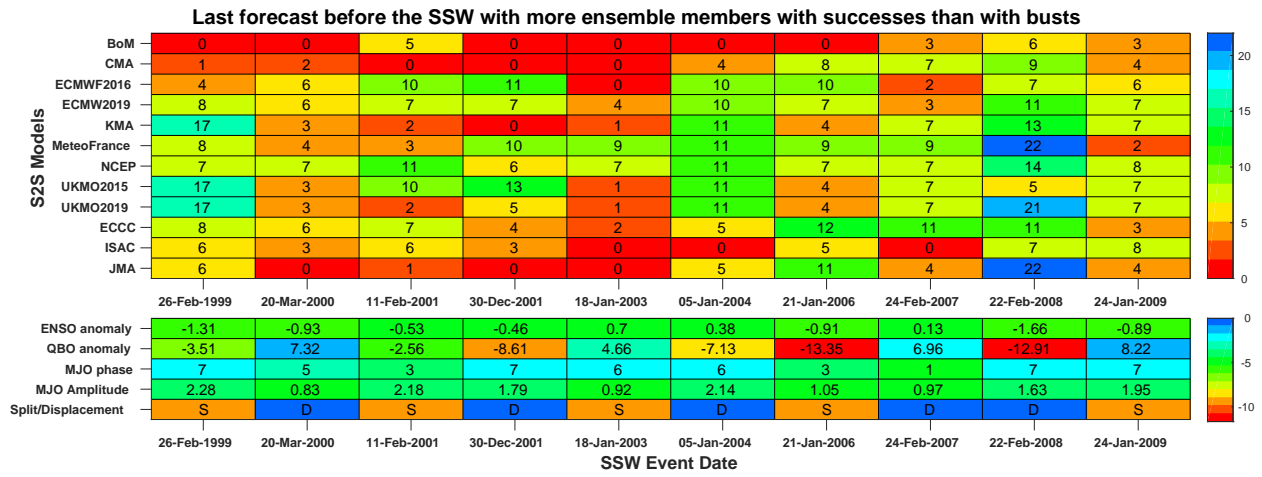 Last forecast before the SSW with more ensemble members with successes than with busts
S2S Models
BoM 0 0 5 0 0 0 0 3 6 3
CMA 1 2 0 0 0 4 8 7 9 4
ECMWF2016 4 6 10 11 0 10 10 2 7 6
ECMW2019 8 6 7 7 4 10 7 3 11 7
KMA 17 3 2 0 1 11 4 7 13 7
MeteoFrance 8 4 3 10 9 11 9 9 22 2
NCEP 7 7 11 6 7 11 7 7 14 8
UKMO2015 17 3 10 13 1 11 4 7 5 7
UKMO2019 17 3 2 5 1 11 4 7 21 7
ECCC 8 6 7 4 2 5 12 11 11 3
ISAC 6 3 6 3 0 0 5 0 7 8
JMA 6 0 1 0 0 5 11 4 22 4
26-Feb-1999 20-Mar-2000 11-Feb-2001 30-Dec-2001 18-Jan-2003 05-Jan-2004 21-Jan-2006 24-Feb-2007 22-Feb-2008 24-Jan-2009
20
15
10
5
0
ENSO anomaly -1.31 -0.93 -0.53 -0.46 0.7 0.38 -0.91 0.13 -1.66 -0.89
QBO anomaly -3.51 7.32 -2.56 -8.61 4.66 -7.13 -13.35 6.96 -12.91 8.22
MJO phase 7 5 3 7 6 6 3 1 7 7
MJO Amplitude 2.28 0.83 2.18 1.79 0.92 2.14 1.05 0.97 1.63 1.95
Split/Displacement S D S D S D S D D S
26-Feb-1999 20-Mar-2000 11-Feb-2001 30-Dec-2001 18-Jan-2003 05-Jan-2004 21-Jan-2006 24-Feb-2007 22-Feb-2008 24-Jan-2009
SSW Event Date
0
-5
-10